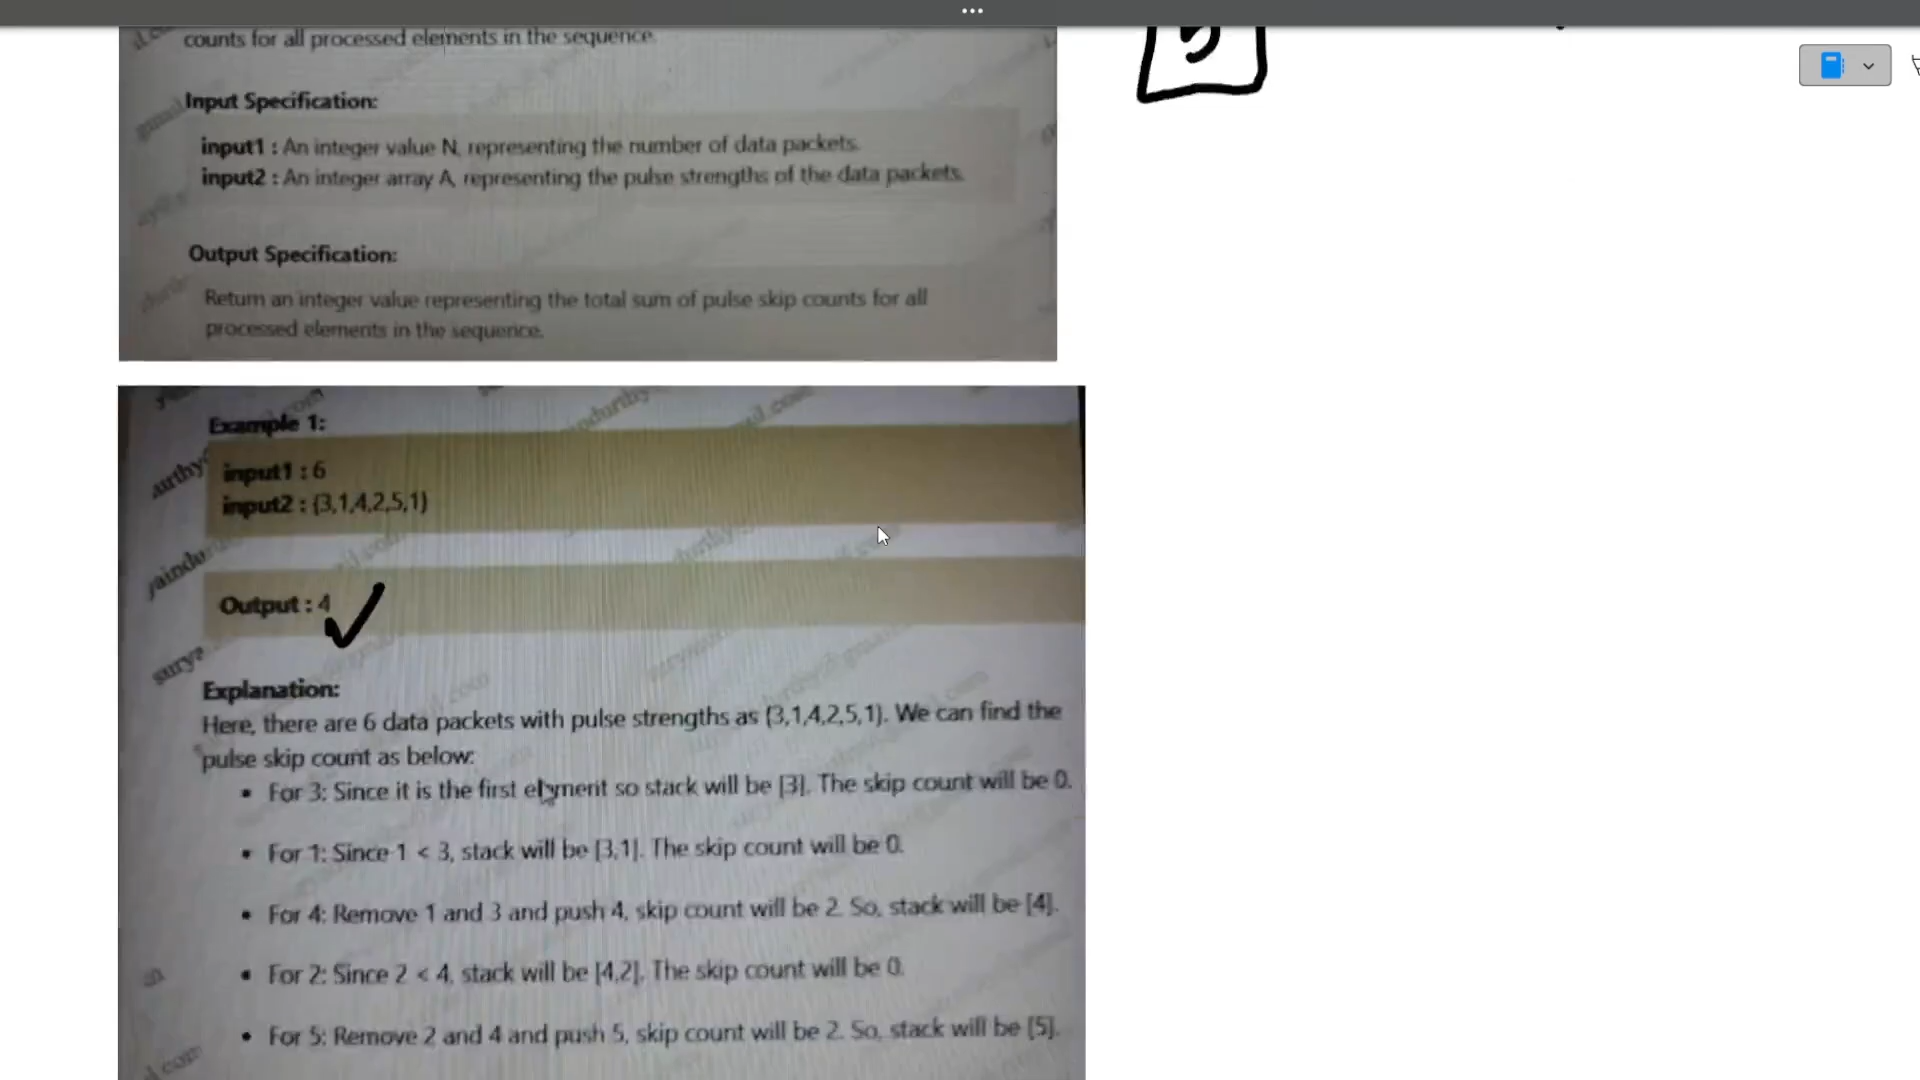 counts for all processed elements in the sequence.
Input Specification:
input1 : An integer value N, representing the number of data packets.
input2 : An integer array A, representing the pulse strengths of the data packets.
Output Specification:
Return an integer value representing the total sum of pulse skip counts for all
processed elements in the sequence.
Example 1:
input1 : 6
input2 : {3,1,4,2,5,1}
Output : 4
Explanation:
Here, there are 6 data packets with pulse strengths as {3,1,4,2,5,1}. We can find the
pulse skip count as below:
• For 3: Since it is the first element so stack will be [3]. The skip count will be 0.
• For 1: Since 1 < 3, stack will be [3,1]. The skip count will be 0.
• For 4: Remove 1 and 3 and push 4, skip count will be 2. So, stack will be [4].
• For 2: Since 2 < 4, stack will be [4,2]. The skip count will be 0.
• For 5: Remove 2 and 4 and push 5, skip count will be 2. So, stack will be [5].